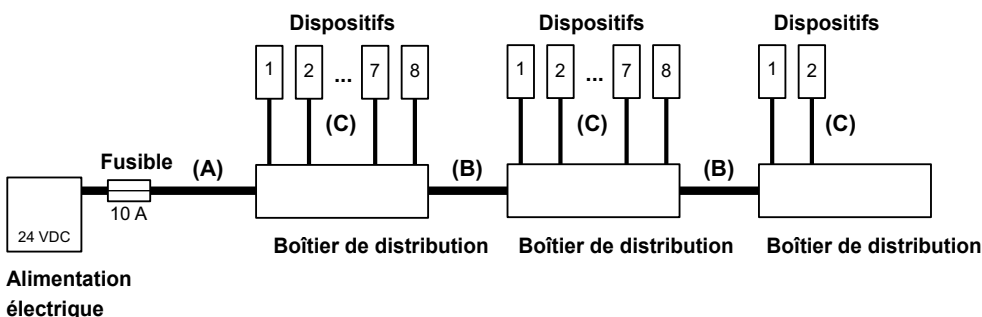 Dispositifs
Dispositifs
Dispositifs
1 2 ... 7 8
1 2 ... 7 8
1 2
(C)
(C)
(C)
Fusible
(A)
(B)
(B)
10 A
24 VDC
Boîtier de distribution
Boîtier de distribution
Boîtier de distribution
Alimentation
électrique